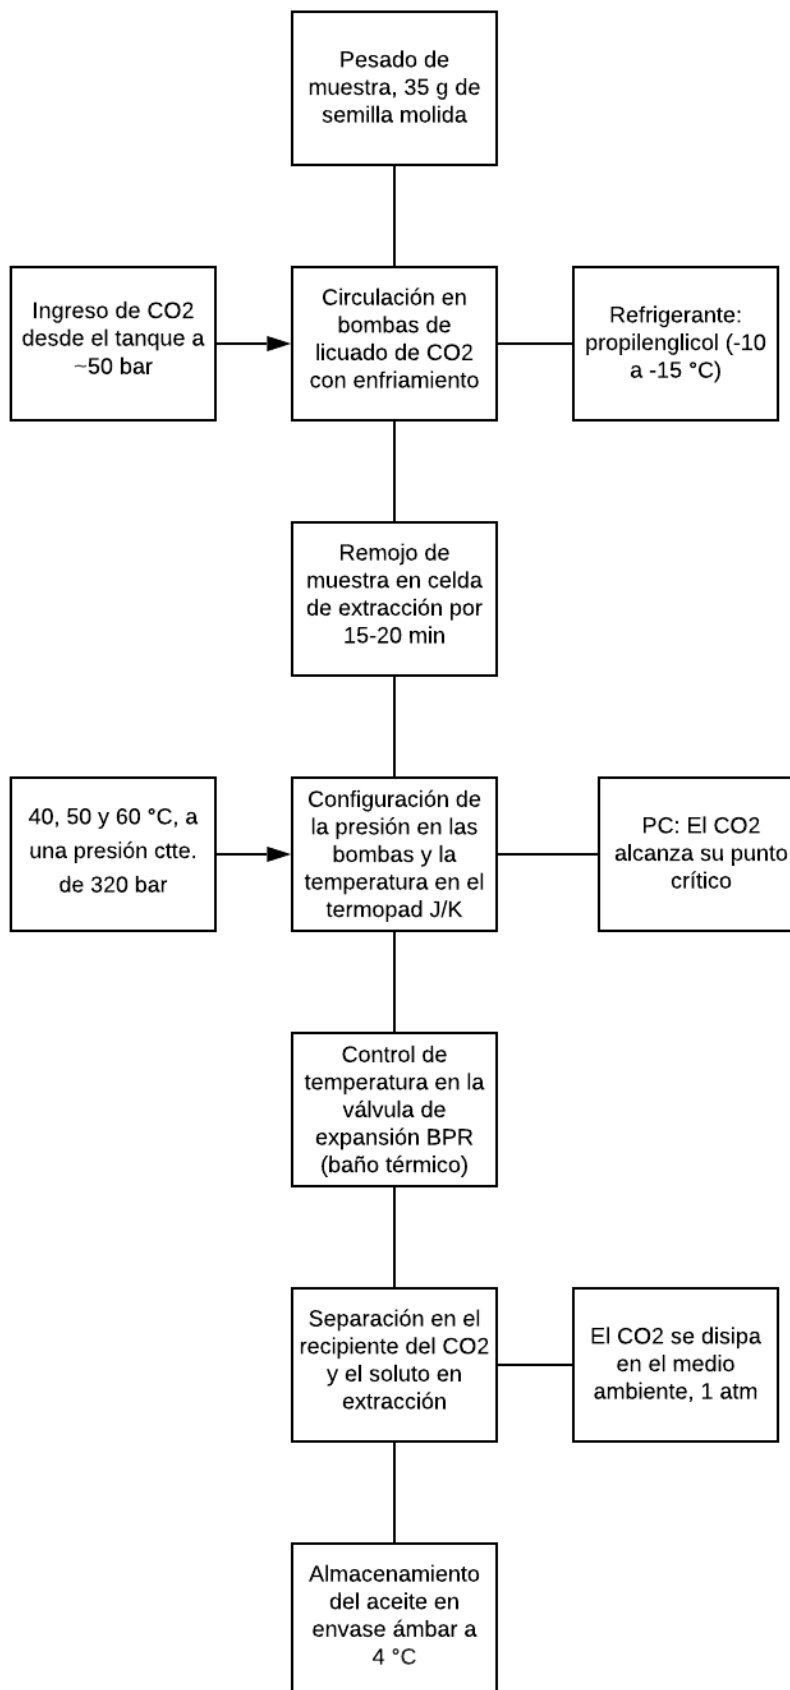 Pesado de
muestra, 35 g de
semilla molida
Ingreso de CO2
desde el tanque a
~50 bar
Circulación en
bombas de
licuado de CO2
con enfriamiento
Refrigerante:
propilenglicol (-10
a -15 °C)
Remojo de
muestra en celda
de extracción por
15-20 min
40, 50 y 60 °C, a
una presión ctte.
de 320 bar
Configuración de
la presión en las
bombas y la
temperatura en el
termopad J/K
PC: El CO2
alcanza su punto
crítico
Control de
temperatura en la
válvula de
expansión BPR
(baño térmico)
Separación en el
recipiente del CO2
y el soluto en
extracción
El CO2 se disipa
en el medio
ambiente, 1 atm
Almacenamiento
del aceite en
envase ámbar a
4 °C